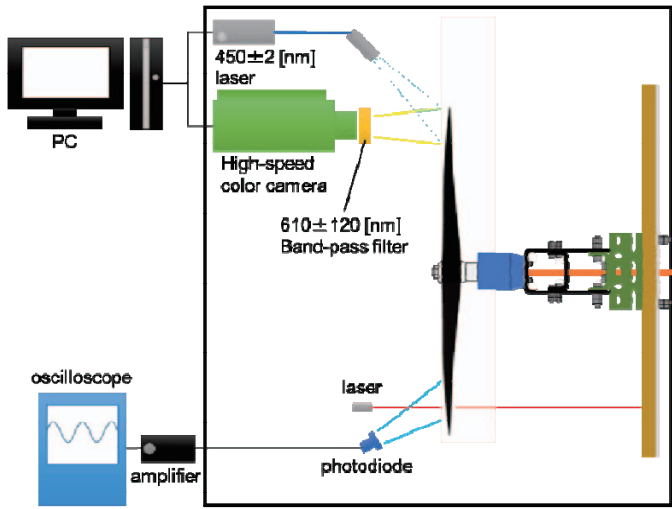 450±2 [nm]
laser
PC
High-speed
color camera
610±120 [nm]
Band-pass filter
oscilloscope
laser
amplifier
photodiode